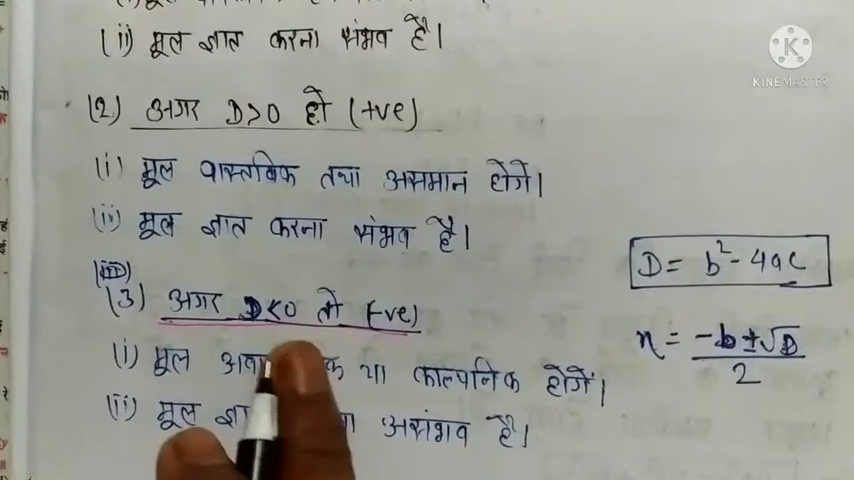 (ii) मूल ज्ञात करना संभव है।
(2) अगर D>0 हो (+ve)
(i) मूल वास्तविक तथा असमान होंगे।
(ii) मूल ज्ञात करना संभव है।
(3) अगर D<0 तो (-ve)
(i) मूल या काल्पनिक होंगें।
(ii) मूल असंभव है।
D = b² - 4ac
x = -b ± √D
2
KINEMASTER